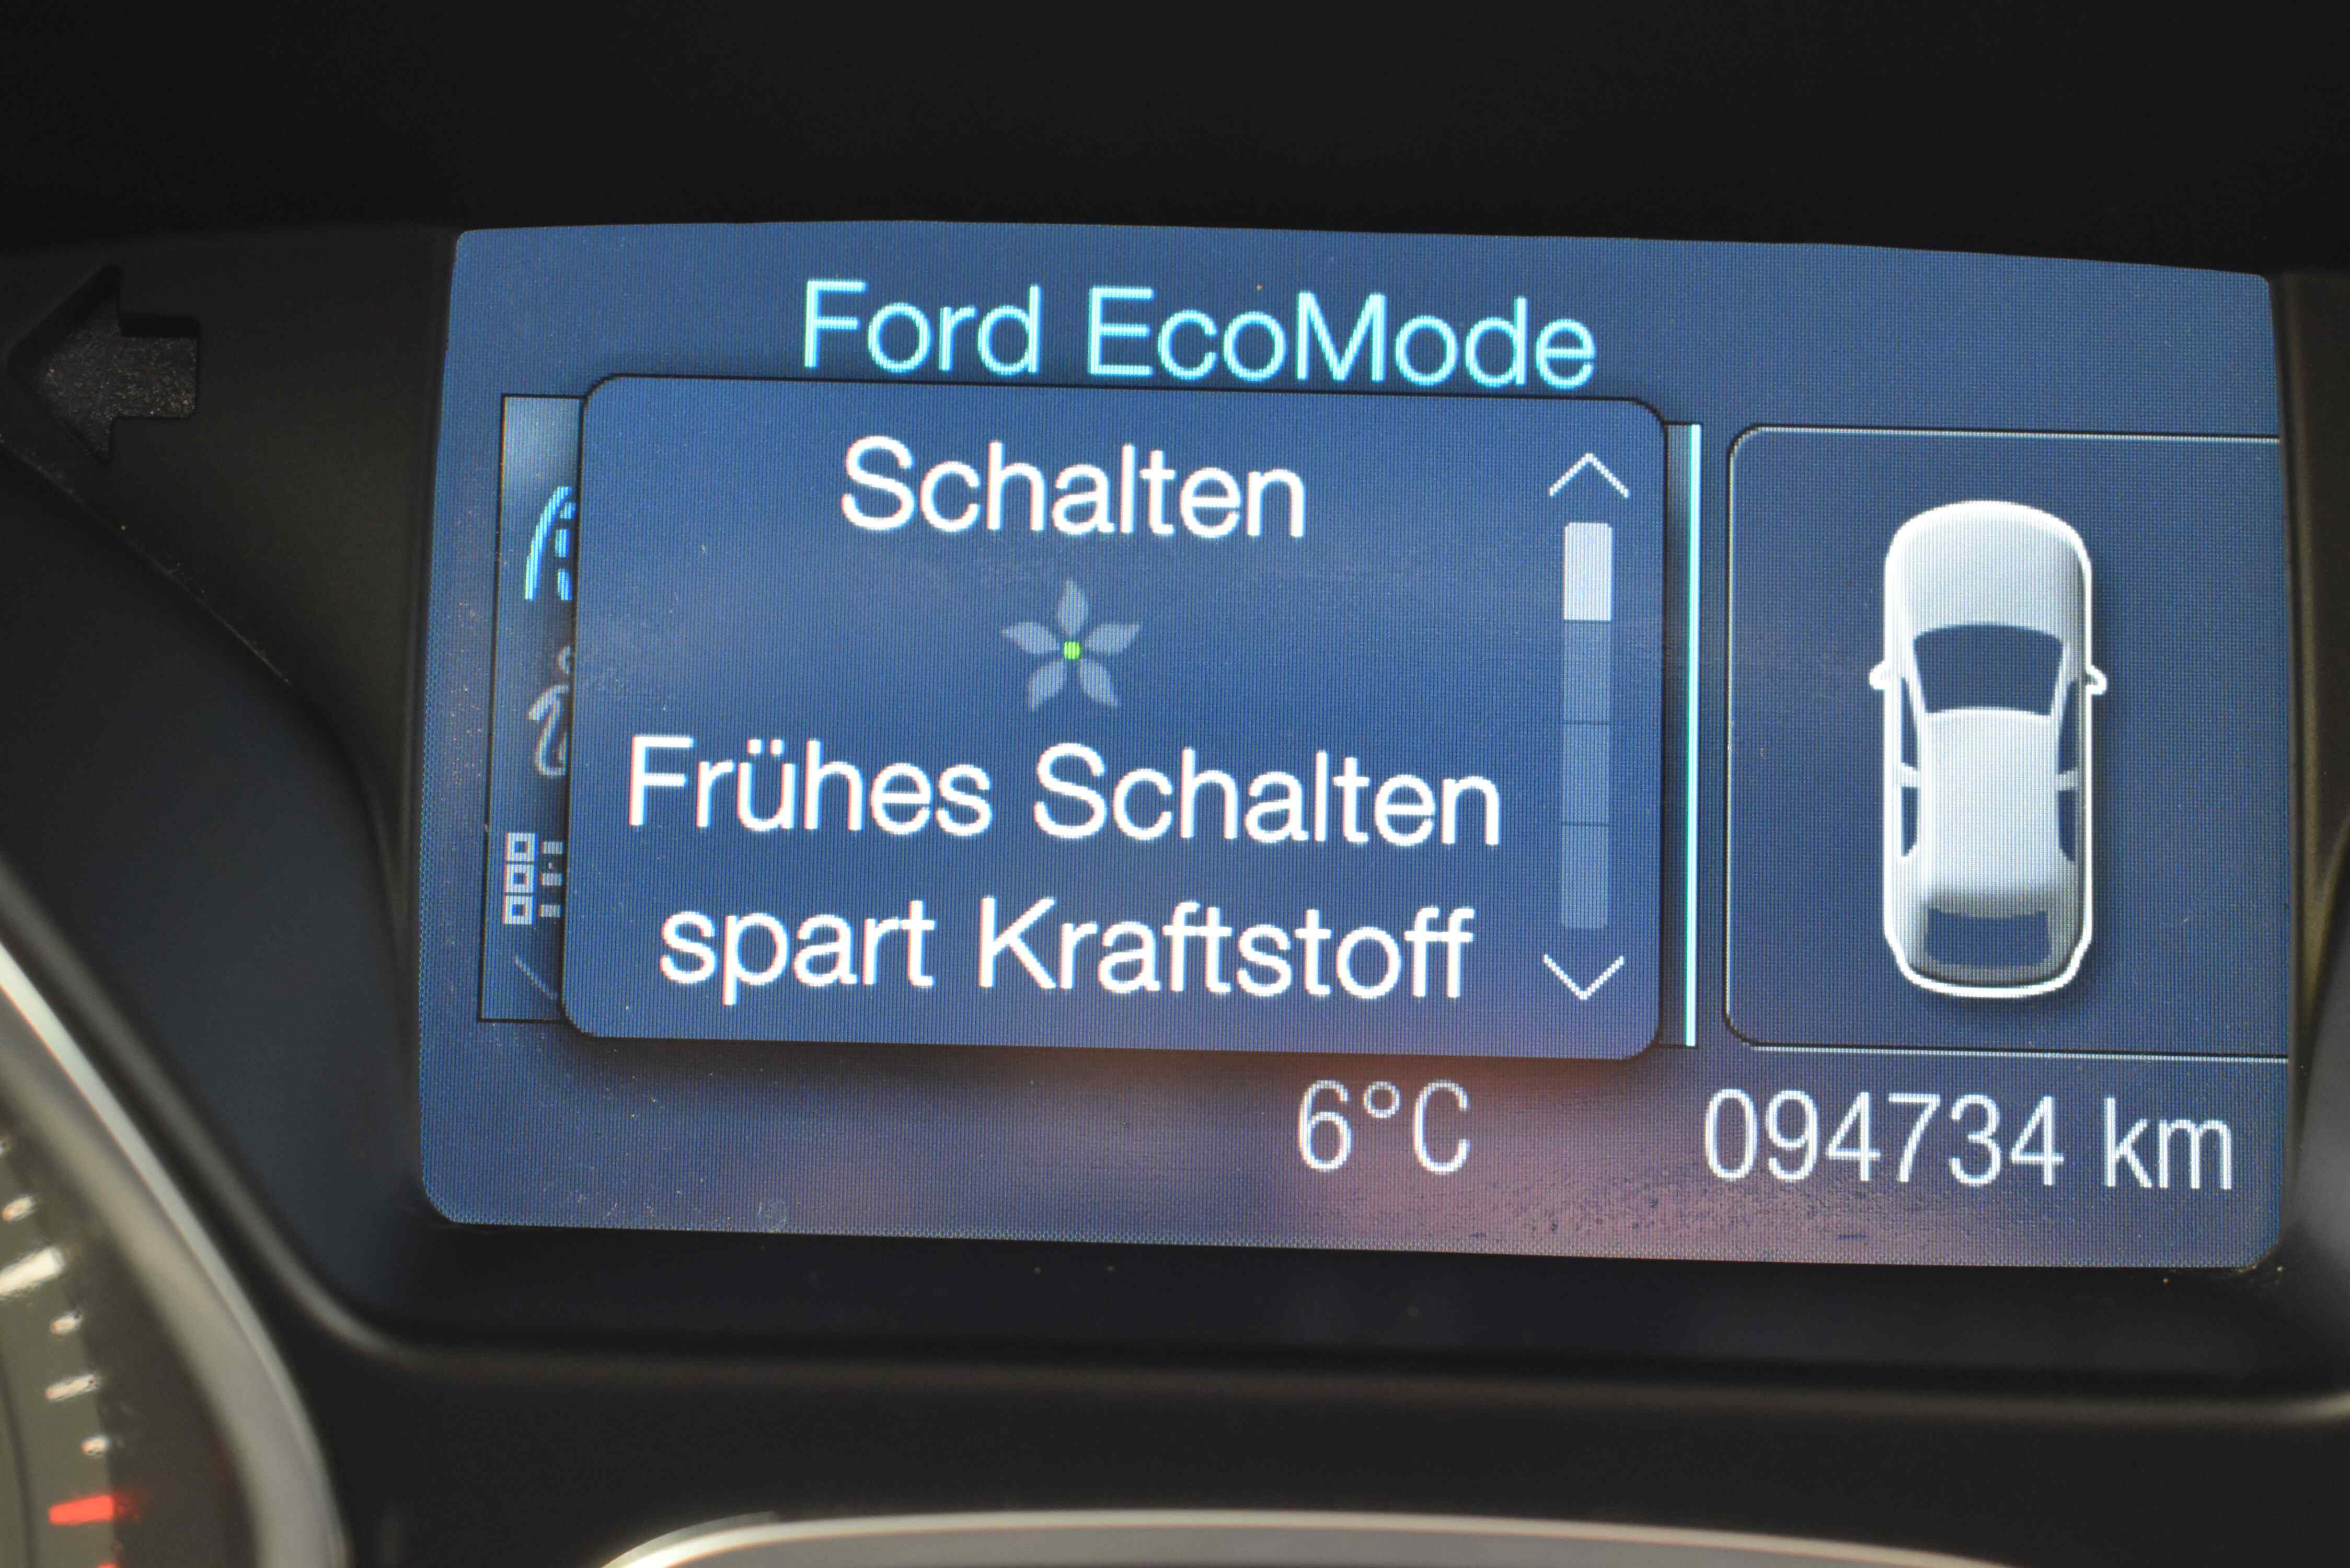 Ford EcoMode
Schalten
Frühes Schalten
spart Kraftstoff
6°C
094734 km